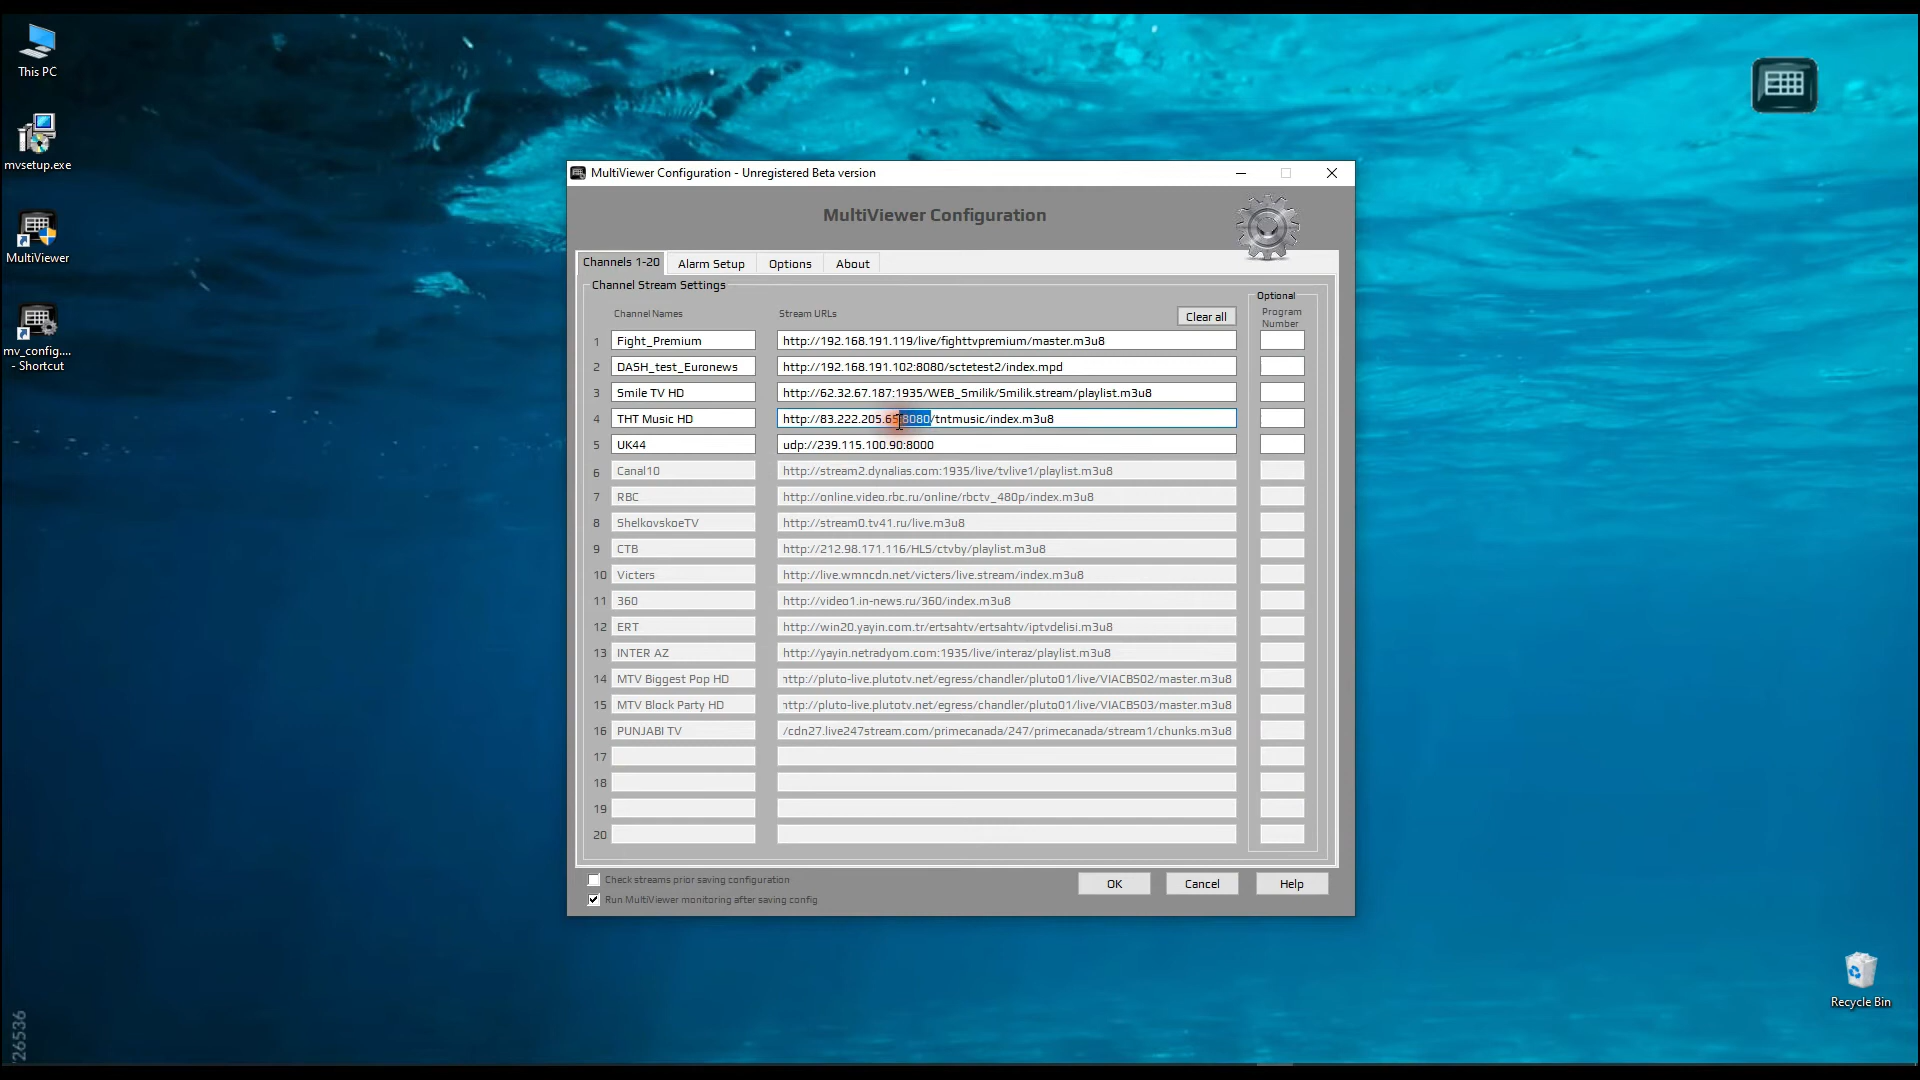 This PC
mvsetup.exe
MultiViewer
mv_config....
- Shortcut
MultiViewer Configuration - Unregistered Beta version
MultiViewer Configuration
Channels 1-20
Alarm Setup
Options
About
Channel Stream Settings
Channel Names
Stream URLs
Clear all
Optional
Program
Number
1 Fight_Premium http://192.168.191.119/live/fighttvpremium/master.m3u8
2 DASH_test_Euronews http://192.168.191.102:8080/sctetest2/index.mpd
3 Smile TV HD http://62.32.67.187:1935/WEB_Smilik/Smilik.stream/playlist.m3u8
4 THT Music HD http://83.222.205.65:8080/tntmusic/index.m3u8
5 UK44 udp://239.115.100.90:8000
6 Canal10 http://stream2.dynalias.com:1935/live/tvlive1/playlist.m3u8
7 RBC http://online.video.rbc.ru/online/rbctv_480p/index.m3u8
8 ShelkovskoeTV http://stream0.tv41.ru/live.m3u8
9 CTB http://212.98.171.116/HLS/ctvby/playlist.m3u8
10 Victers http://live.wmncdn.net/victers/live.stream/index.m3u8
11 360 http://video1.in-news.ru/360/index.m3u8
12 ERT http://win20.yayin.com.tr/ertsahtv/ertsahtv/iptvdelisi.m3u8
13 INTER AZ http://yayin.netradyom.com:1935/live/interaz/playlist.m3u8
14 MTV Biggest Pop HD http://pluto-live.plutotv.net/egress/chandler/pluto01/live/VIACBS02/master.m3u8
15 MTV Block Party HD http://pluto-live.plutotv.net/egress/chandler/pluto01/live/VIACBS03/master.m3u8
16 PUNJABI TV /cdn27.live247stream.com/primecanada/247/primecanada/stream1/chunks.m3u8
17
18
19
20
Check streams prior saving configuration
Run MultiViewer monitoring after saving config
OK
Cancel
Help
Recycle Bin
26536